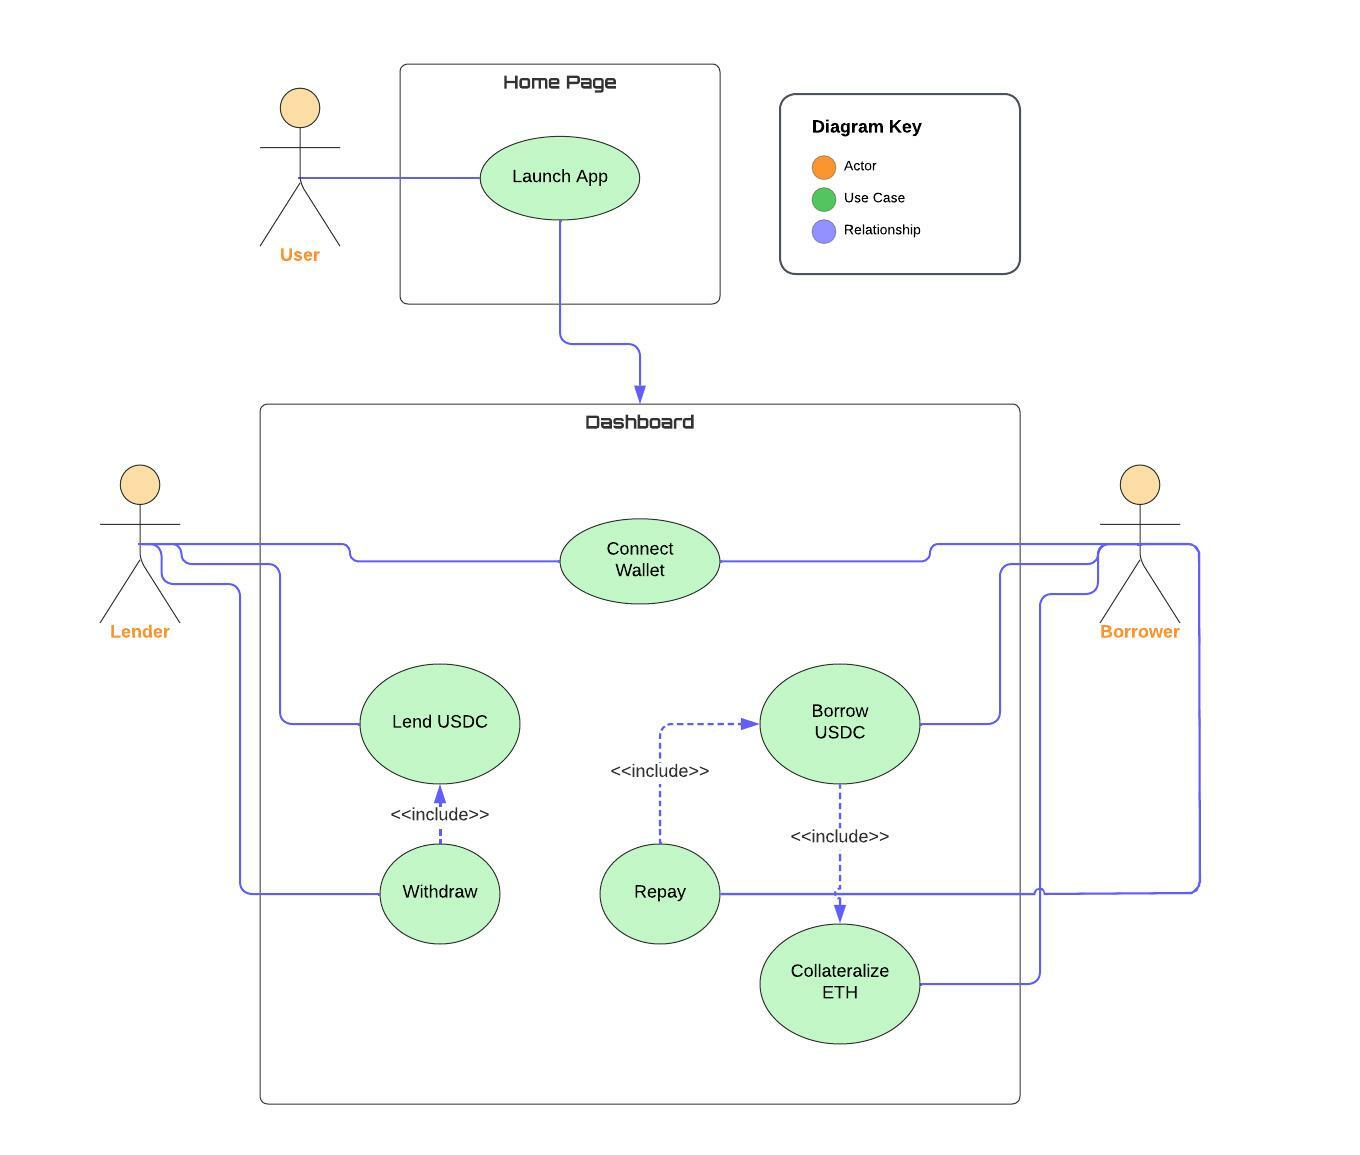 Home Page
Launch App
User
Diagram Key
Actor
Use Case
Relationship
Dashboard
Connect
Wallet
Lender
Borrower
Lend USDC
Borrow
USDC
<<include>>
<<include>>
<<include>>
Withdraw
Repay
Collateralize
ETH